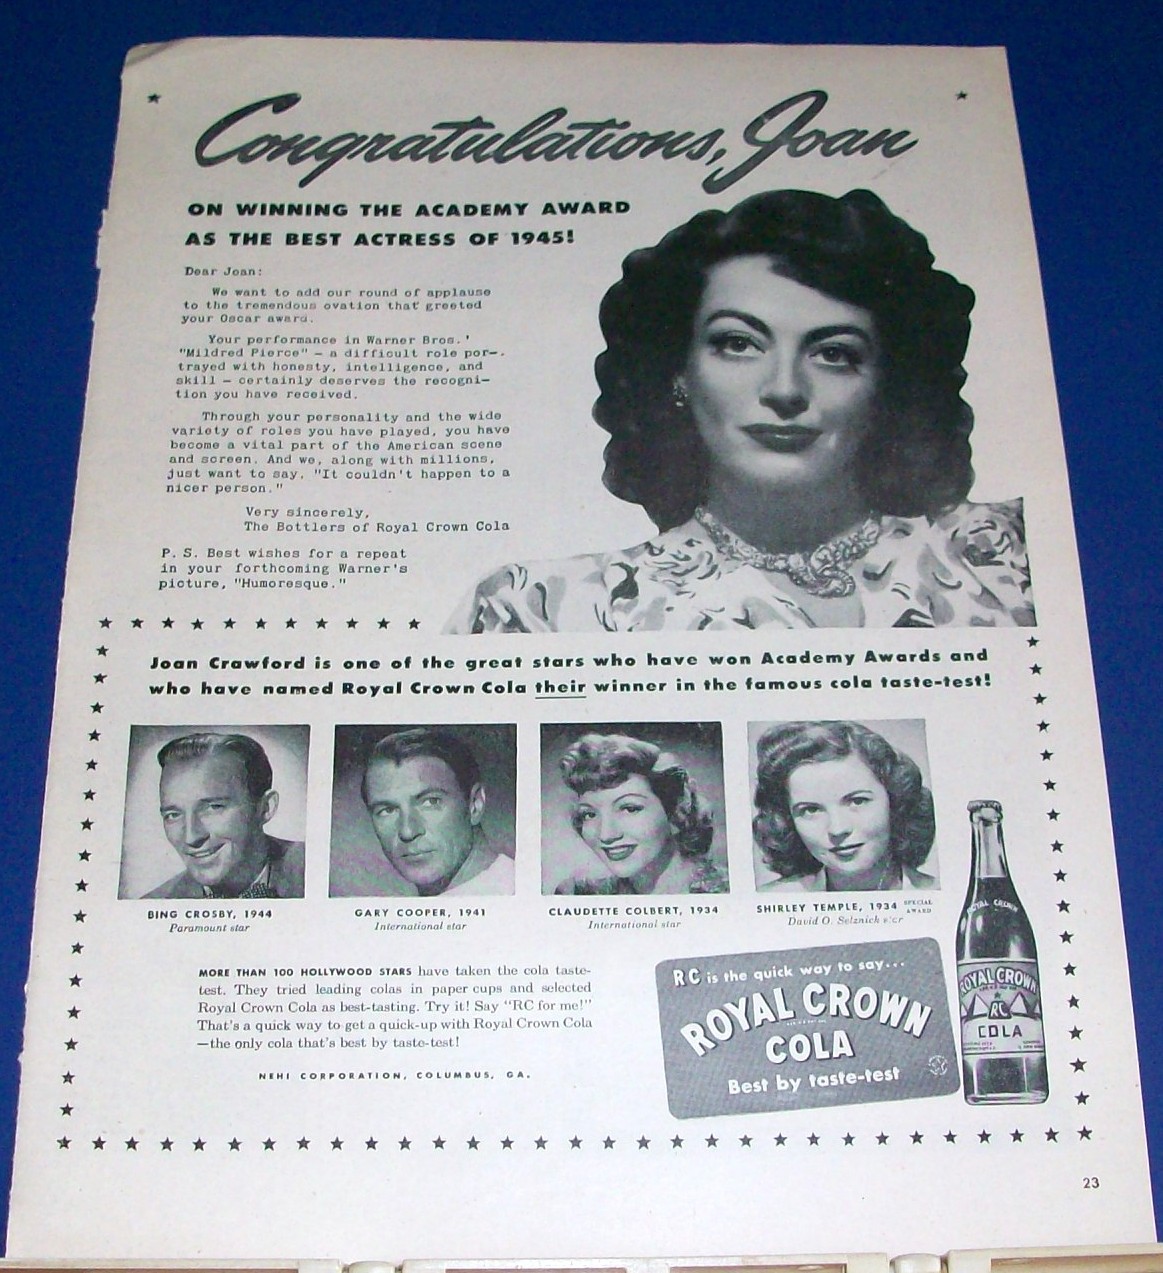 Congratulations, Joan
ON WINNING THE ACADEMY AWARD
AS THE BEST ACTRESS OF 1945!
Dear Joan:
We want to add our round of applause
to the tremendous ovation that greeted
your Oscar award.
Your performance in Warner Bros.'
"Mildred Pierce" — a difficult role por-
trayed with honesty, intelligence, and
skill — certainly deserves the recogni-
tion you have received.
Through your personality and the wide
variety of roles you have played, you have
become a vital part of the American scene
and screen. And we, along with millions,
just want to say, "It couldn't happen to a
nicer person."
Very sincerely,
The Bottlers of Royal Crown Cola
P. S. Best wishes for a repeat
in your forthcoming Warner's
picture, "Humoresque."
Joan Crawford is one of the great stars who have won Academy Awards and
who have named Royal Crown Cola their winner in the famous cola taste-test!
BING CROSBY, 1944
Paramount star
GARY COOPER, 1941
International star
CLAUDETTE COLBERT, 1934
International star
SHIRLEY TEMPLE, 1934 SPECIAL AWARD
David O. Selznick star
MORE THAN 100 HOLLYWOOD STARS have taken the cola taste-
test. They tried leading colas in paper cups and selected
Royal Crown Cola as best-tasting. Try it! Say "RC for me!"
That's a quick way to get a quick-up with Royal Crown Cola
—the only cola that's best by taste-test!
NEHI CORPORATION, COLUMBUS, GA.
RC is the quick way to say...
ROYAL CROWN
COLA
Best by taste-test
ROYAL CROWN
ROYAL CROWN
RC
COLA
23